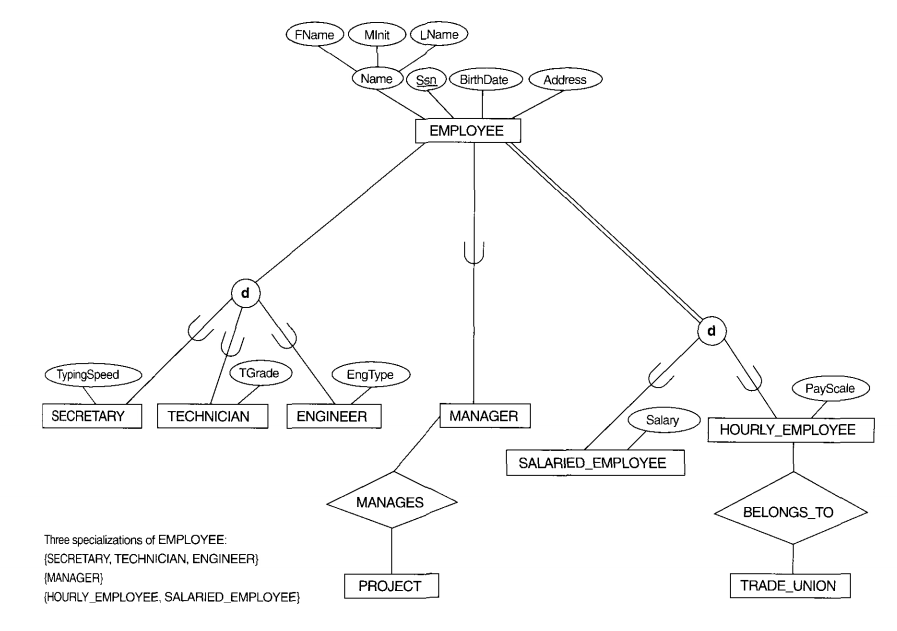 FName MInit LName
Name Ssn BirthDate Address
EMPLOYEE
d
d
TypingSpeed TGrade EngType PayScale
SECRETARY TECHNICIAN ENGINEER MANAGER Salary HOURLY_EMPLOYEE
SALARIED_EMPLOYEE
MANAGES BELONGS_TO
Three specializations of EMPLOYEE:
{SECRETARY, TECHNICIAN, ENGINEER}
{MANAGER}
{HOURLY_EMPLOYEE, SALARIED_EMPLOYEE}
PROJECT TRADE_UNION